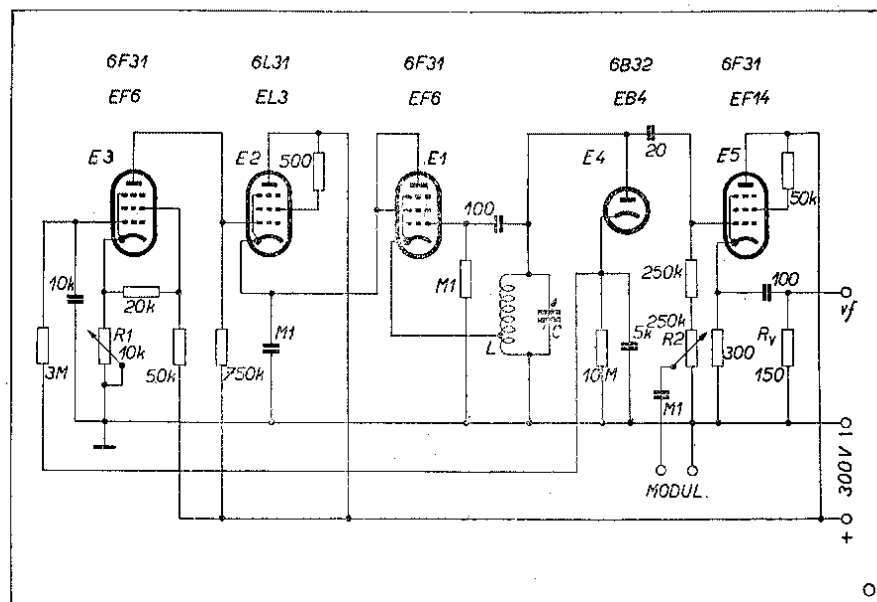 6F31 6L31 6F31 6B32 6F31
EF6 EL3 EF6 EB4 EF14
E3 E2 500 E1 E4 20 E5 50k
100
10k 20k M1 M1 250k 100
vf
R1 10k L C 5k 250k R2 Rv
3M 50k 750k 10M 300 150
M1
MODUL.
300V
+